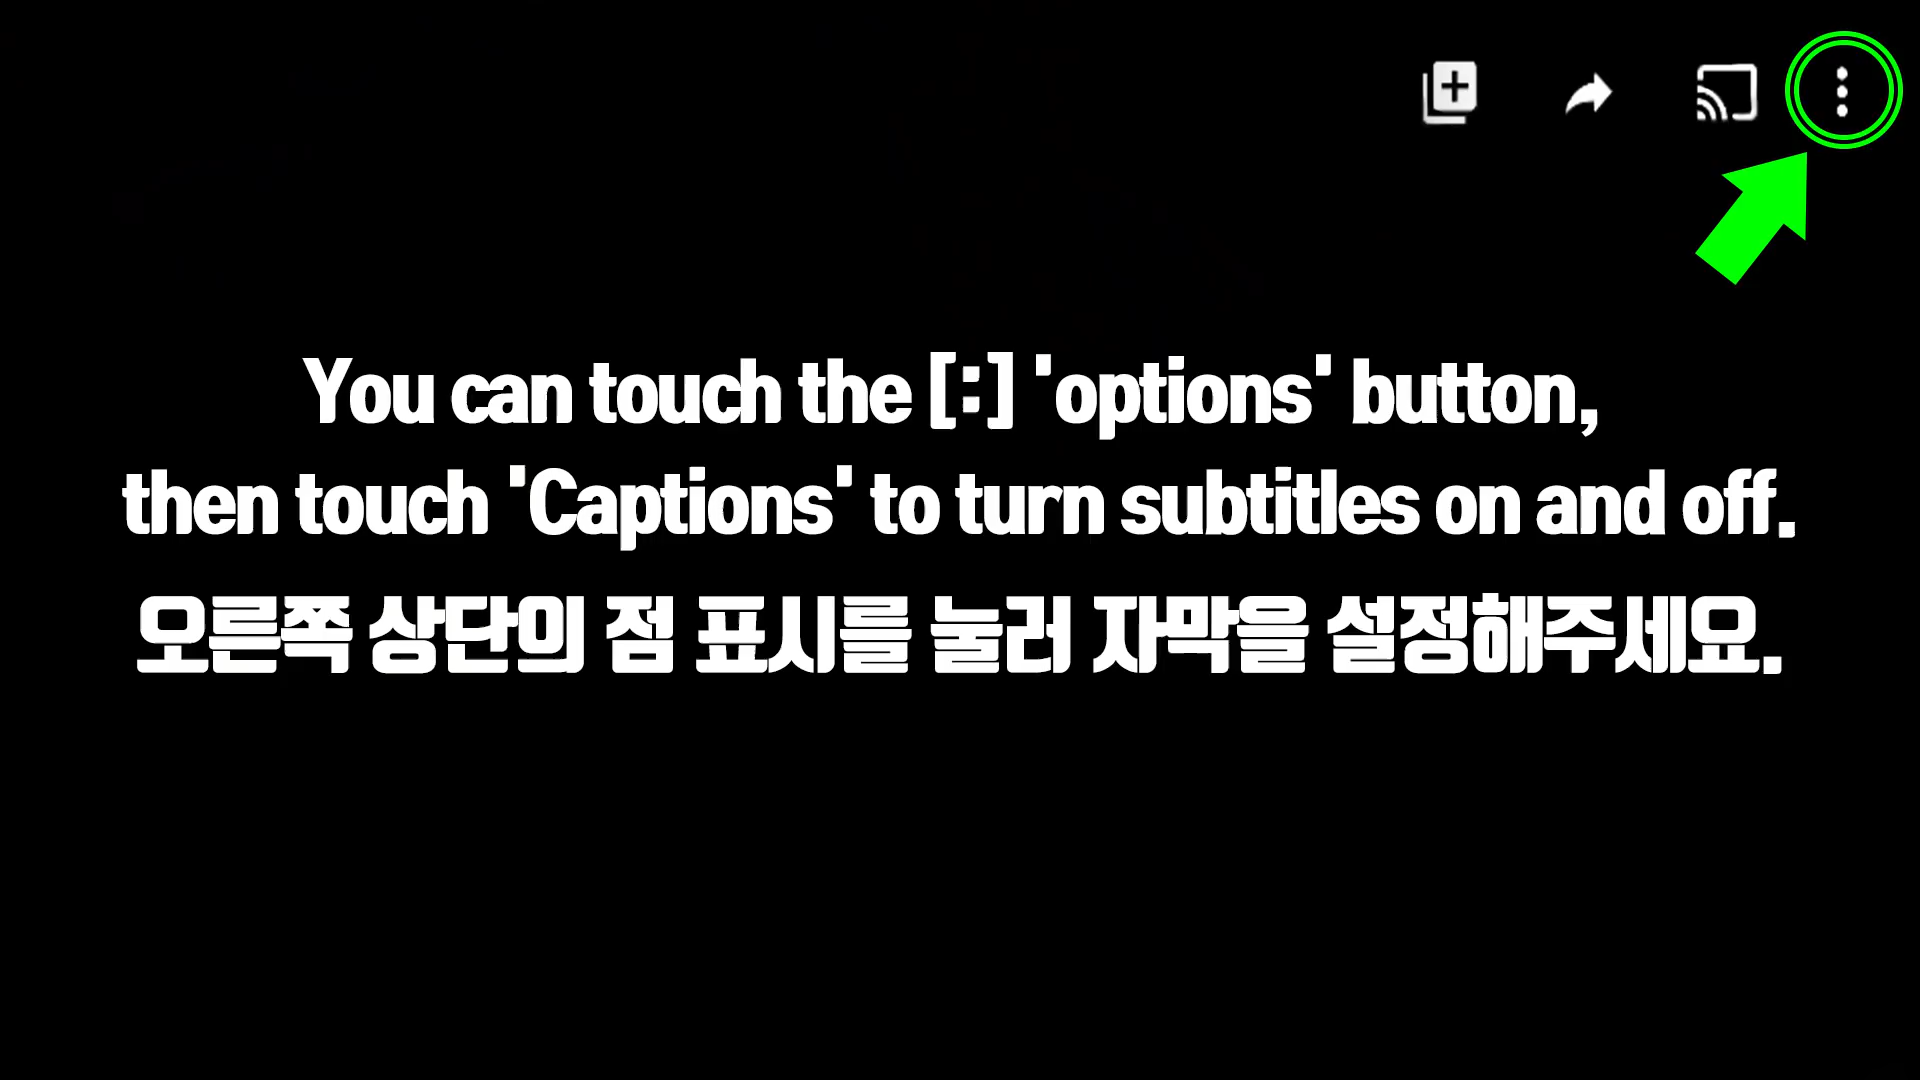 You can touch the [:] 'options' button,
then touch 'Captions' to turn subtitles on and off.
오른쪽 상단의 점 표시를 눌러 자막을 설정해주세요.